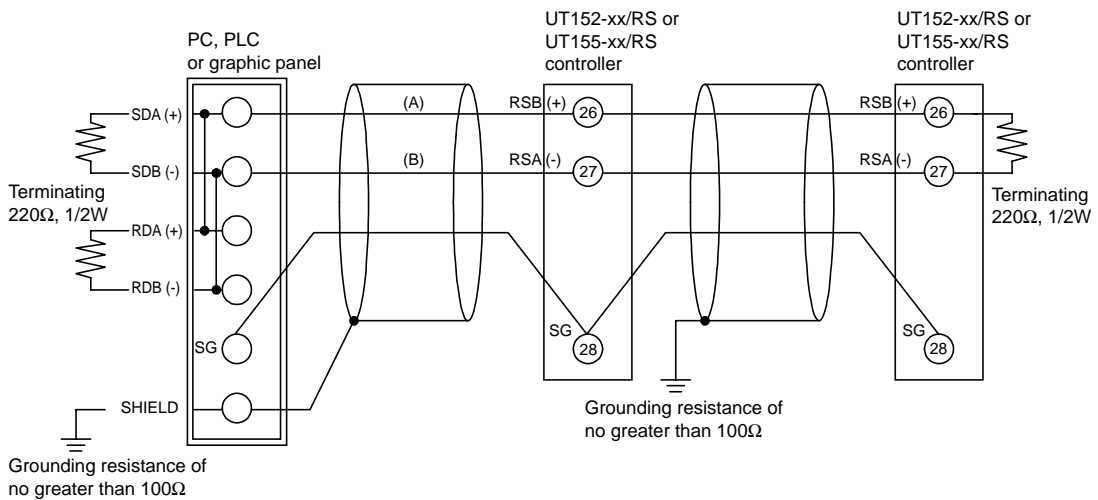 UT152-xx/RS or
UT155-xx/RS
controller
UT152-xx/RS or
UT155-xx/RS
controller
PC, PLC
or graphic panel
SDA (+)
(A)
RSB (+)
26
RSB (+)
26
SDB (-)
(B)
RSA (-)
27
RSA (-)
27
Terminating
220Ω, 1/2W
Terminating
220Ω, 1/2W
RDA (+)
RDB (-)
SG
SG
28
SG
28
SHIELD
Grounding resistance of
no greater than 100Ω
Grounding resistance of
no greater than 100Ω